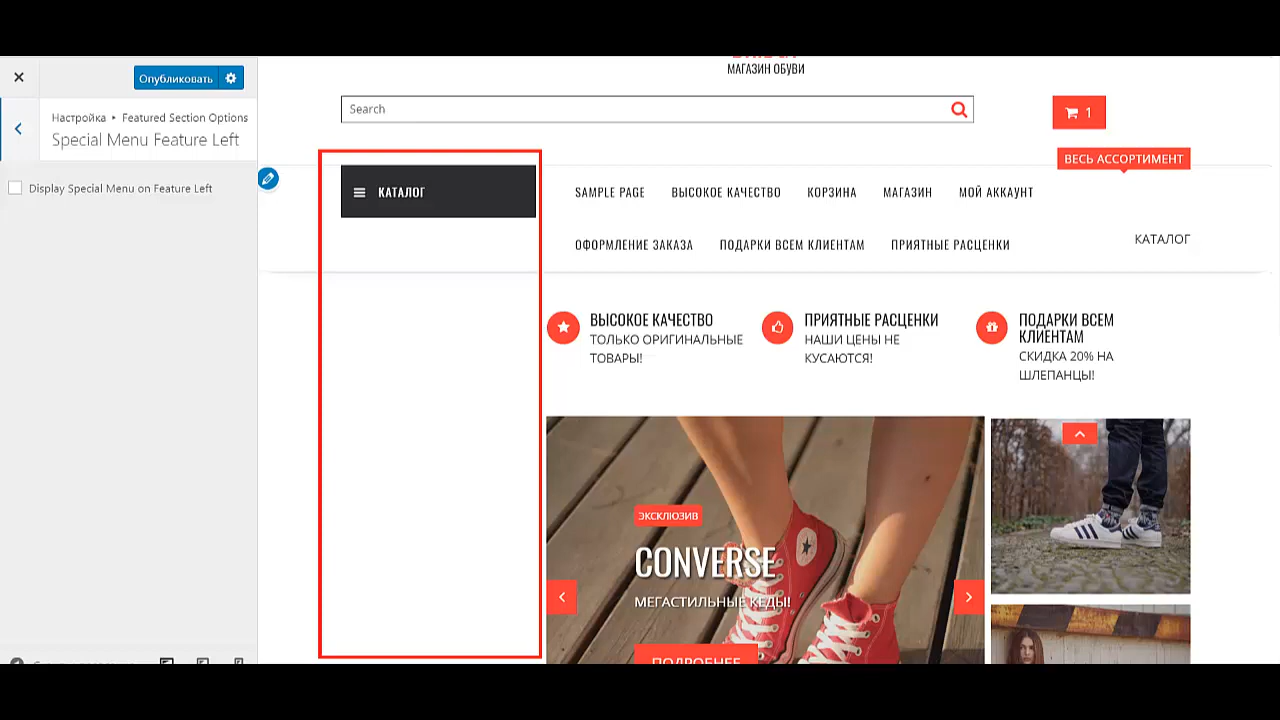 Опубликовать
Настройка ▸ Featured Section Options
Special Menu Feature Left
Display Special Menu on Feature Left
МАГАЗИН ОБУВИ
Search
1
ВЕСЬ АССОРТИМЕНТ
КАТАЛОГ
SAMPLE PAGE ВЫСОКОЕ КАЧЕСТВО КОРЗИНА МАГАЗИН МОЙ АККАУНТ
ОФОРМЛЕНИЕ ЗАКАЗА ПОДАРКИ ВСЕМ КЛИЕНТАМ ПРИЯТНЫЕ РАСЦЕНКИ
КАТАЛОГ
ВЫСОКОЕ КАЧЕСТВО
ТОЛЬКО ОРИГИНАЛЬНЫЕ
ТОВАРЫ!
ПРИЯТНЫЕ РАСЦЕНКИ
НАШИ ЦЕНЫ НЕ
КУСАЮТСЯ!
ПОДАРКИ ВСЕМ
КЛИЕНТАМ
СКИДКА 20% НА
ШЛЕПАНЦЫ!
ЭКСКЛЮЗИВ
CONVERSE
МЕГАСТИЛЬНЫЕ КЕДЫ!
ПОДРОБНЕЕ